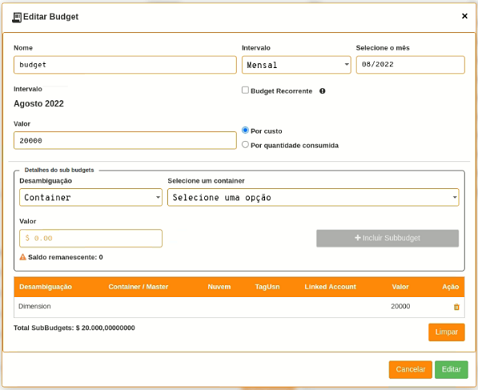 Editar Budget ×
Nome Intervalo Selecione o mês
budget Mensal 08/2022
Intervalo Budget Recorrente
Agosto 2022
Valor
20000 Por custo
Por quantidade consumida
Detalhes do sub budgets
Desambiguação Selecione um container
Container Selecione uma opção
Valor
$ 0.00 + Incluir Subbudget
Saldo remanescente: 0
Desambiguação Container / Master Nuvem TagUsn Linked Account Valor Ação
Dimension 20000
Total SubBudgets: $ 20.000,00000000 Limpar
Cancelar Editar